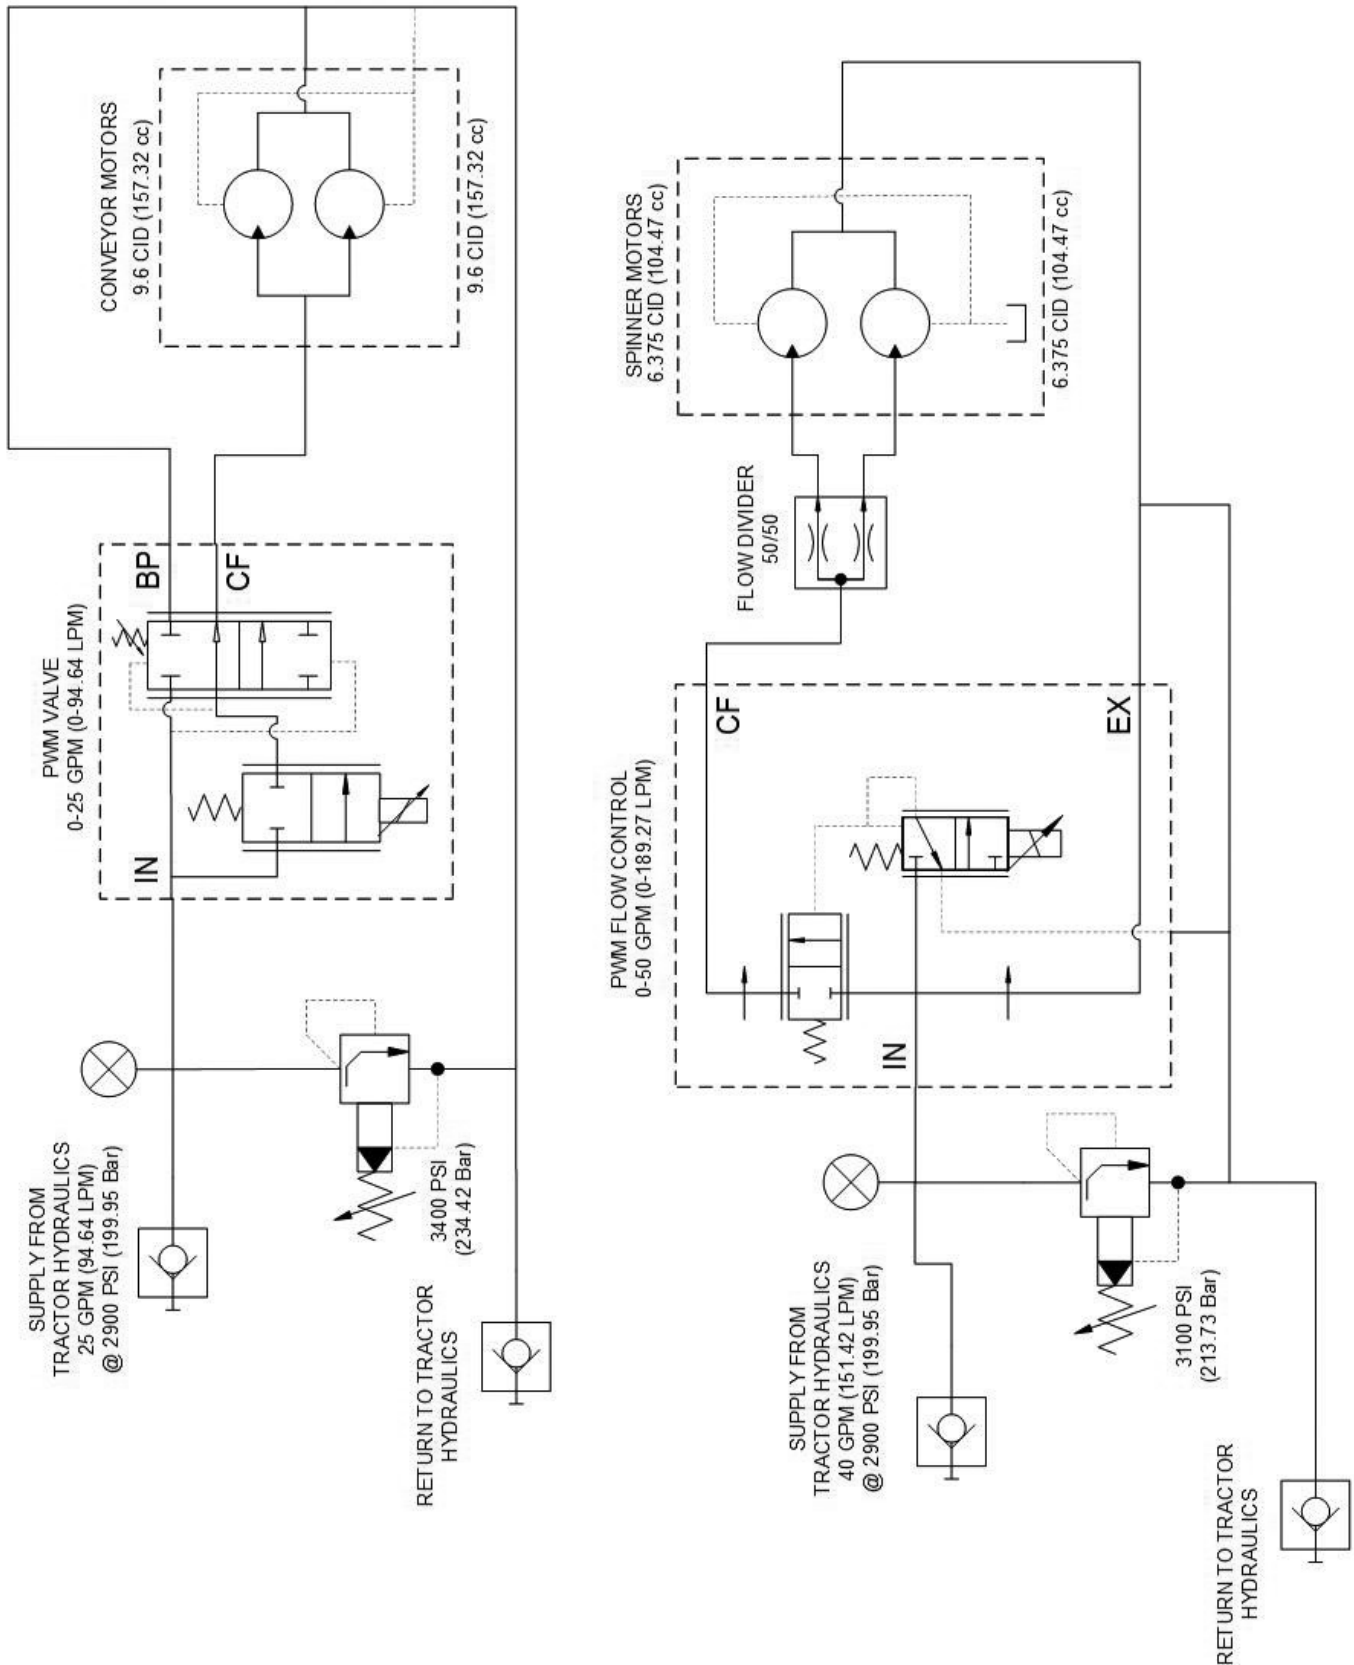 CONVEYOR MOTORS
9.6 CID (157.32 cc)
9.6 CID (157.32 cc)
PWM VALVE
0-25 GPM (0-94.64 LPM)
BP
CF
IN
SUPPLY FROM
TRACTOR HYDRAULICS
25 GPM (94.64 LPM)
@ 2900 PSI (199.95 Bar)
3400 PSI
(234.42 Bar)
RETURN TO TRACTOR
HYDRAULICS
SPINNER MOTORS
6.375 CID (104.47 cc)
6.375 CID (104.47 cc)
FLOW DIVIDER
50/50
PWM FLOW CONTROL
0-50 GPM (0-189.27 LPM)
CF
EX
IN
SUPPLY FROM
TRACTOR HYDRAULICS
40 GPM (151.42 LPM)
@ 2900 PSI (199.95 Bar)
3100 PSI
(213.73 Bar)
RETURN TO TRACTOR
HYDRAULICS